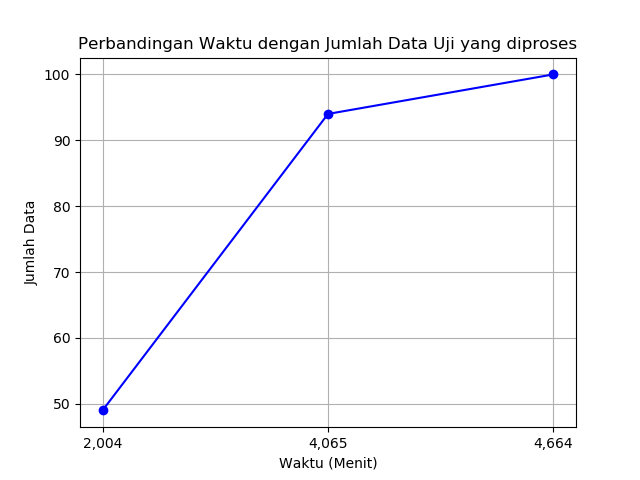 Perbandingan Waktu dengan Jumlah Data Uji yang diproses
100
90
80
70
60
50
Jumlah Data
2,004 4,065 4,664
Waktu (Menit)